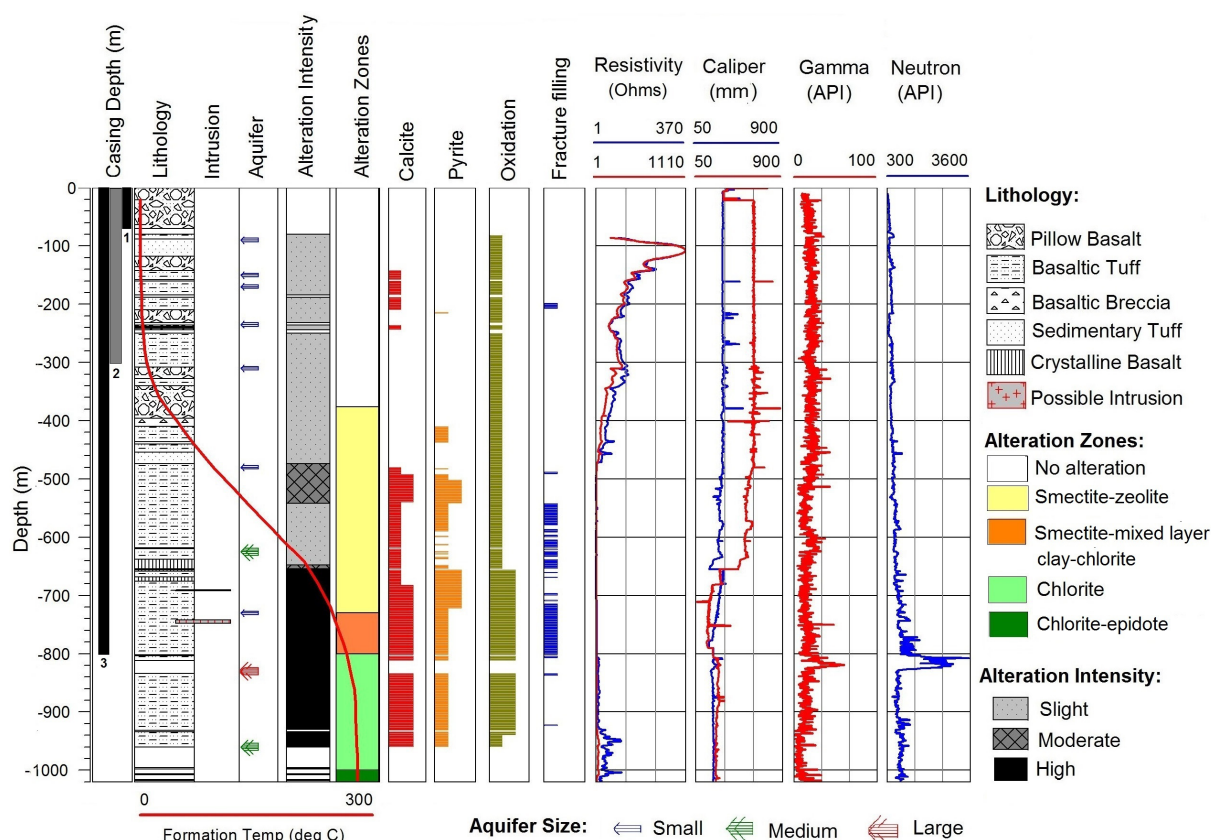 Casing Depth (m)
Lithology
Intrusion
Aquifer
Alteration Intensity
Alteration Zones
Calcite
Pyrite
Oxidation
Fracture filling
Resistivity
(Ohms)
Caliper
(mm)
Gamma
(API)
Neutron
(API)
1 370
50 900
1 1110
50 900
0 100
300 3600
Depth (m)
0
-100
-200
-300
-400
-500
-600
-700
-800
-900
-1000
1
2
3
0 300
Formation Temp (deg C)
Lithology:
Pillow Basalt
Basaltic Tuff
Basaltic Breccia
Sedimentary Tuff
Crystalline Basalt
Possible Intrusion
Alteration Zones:
No alteration
Smectite-zeolite
Smectite-mixed layer
clay-chlorite
Chlorite
Chlorite-epidote
Alteration Intensity:
Slight
Moderate
High
Aquifer Size: Small Medium Large